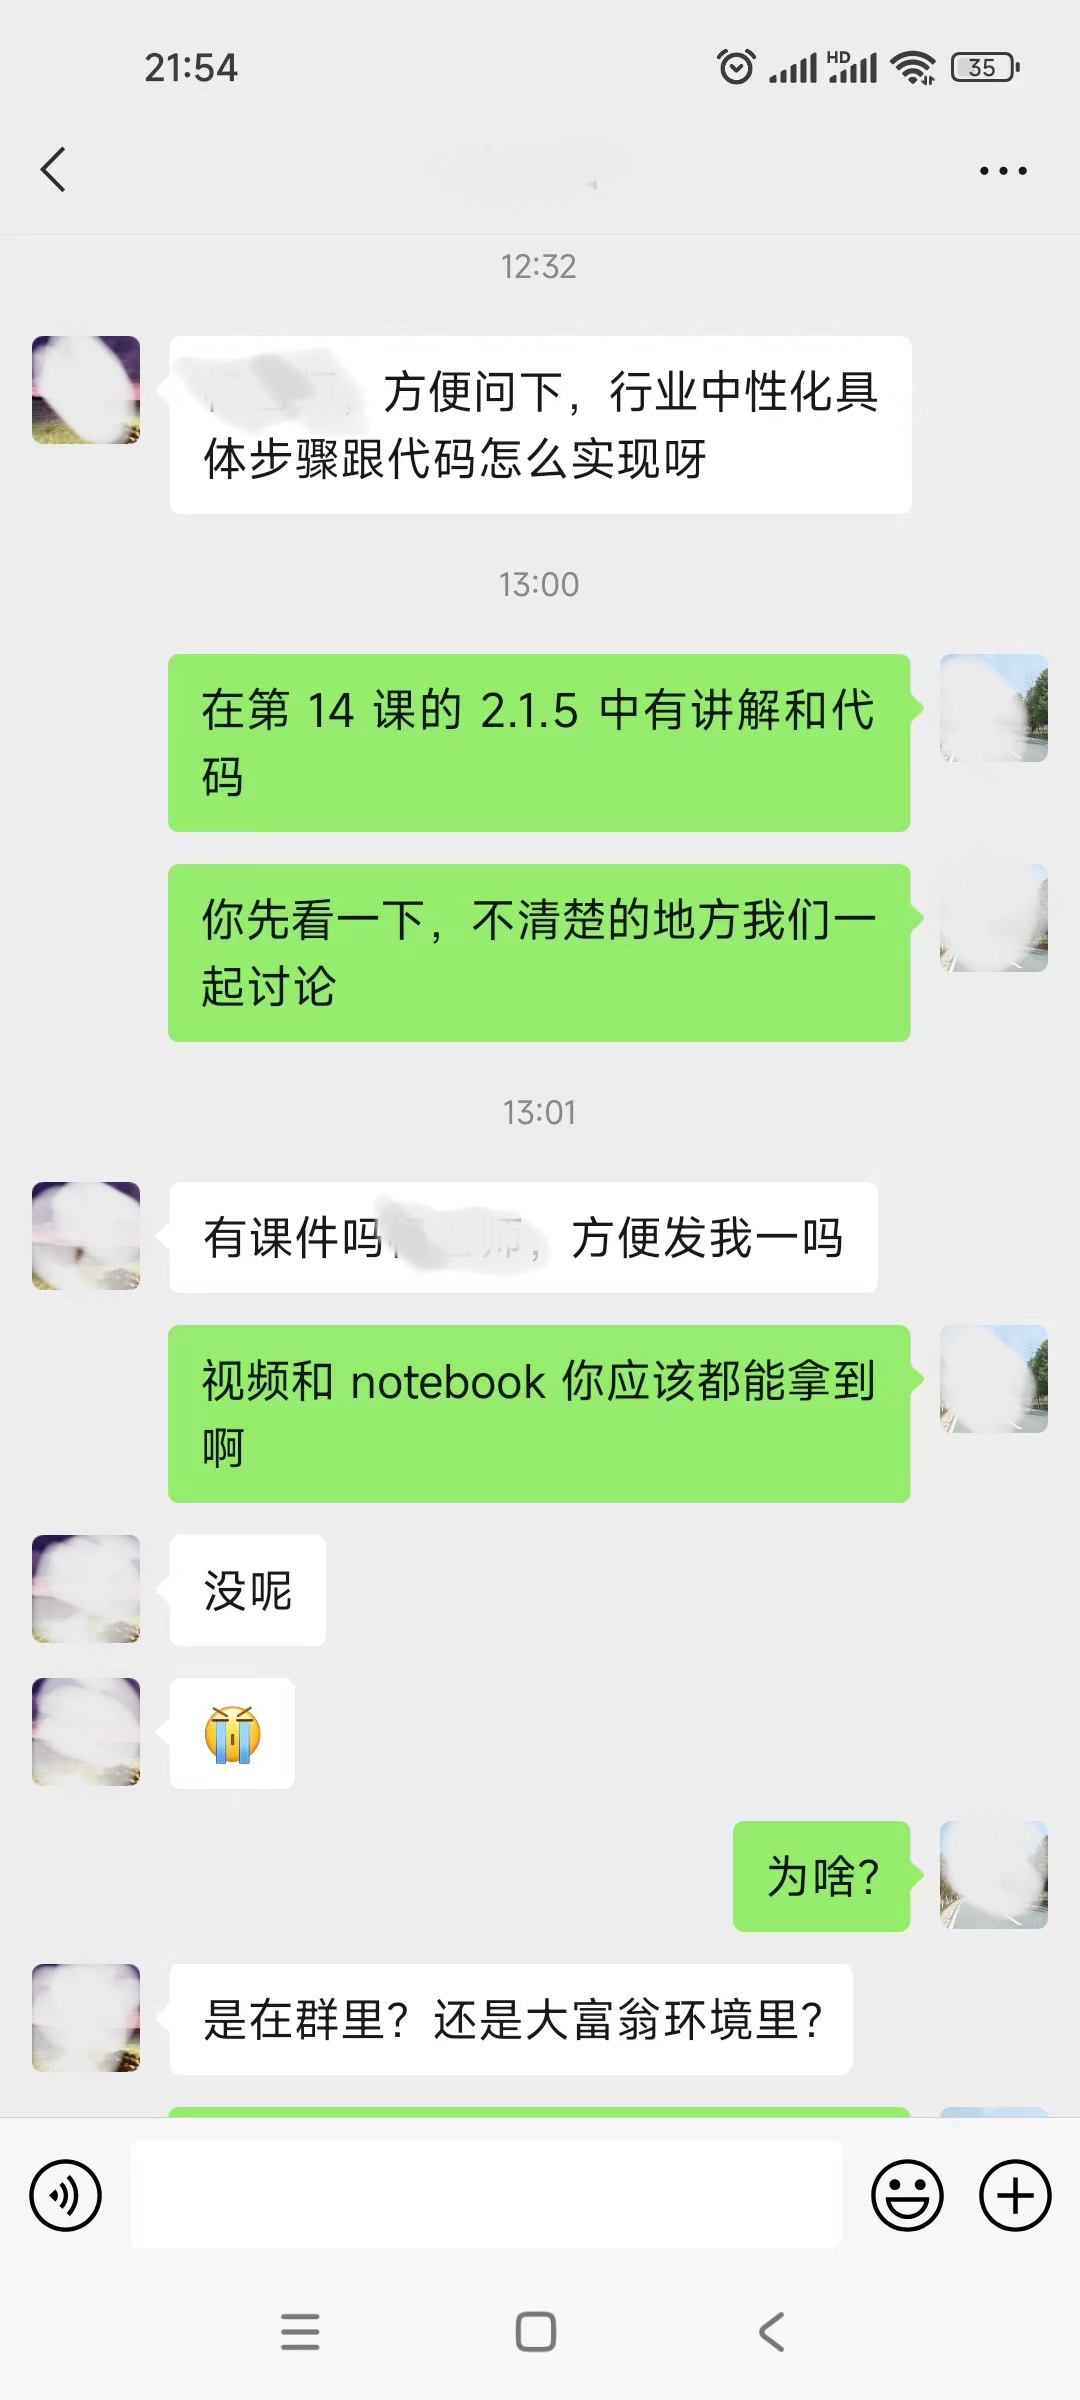 21:54
HD
35
12:32
方便问下，行业中性化具
体步骤跟代码怎么实现呀
13:00
在第 14 课的 2.1.5 中有讲解和代
码
你先看一下，不清楚的地方我们一
起讨论
13:01
有课件吗 师，方便发我一吗
视频和 notebook 你应该都能拿到
啊
没呢
为啥？
是在群里？还是大富翁环境里？